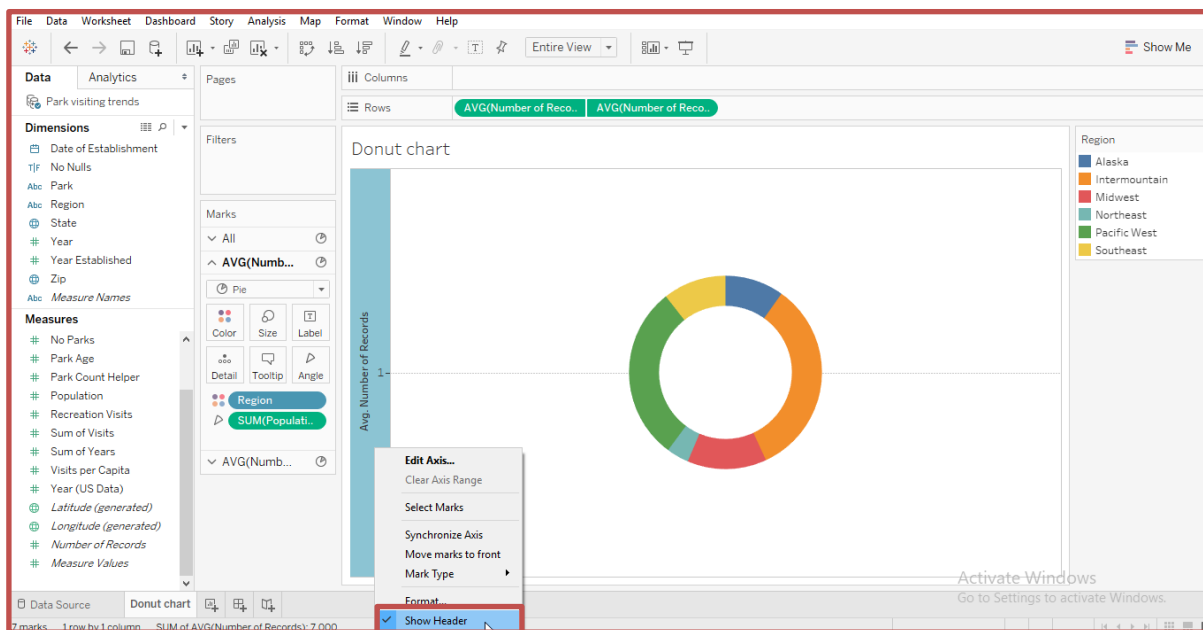 File Data Worksheet Dashboard Story Analysis Map Format Window Help
Entire View
Show Me
Data Analytics
Park visiting trends
Dimensions
Date of Establishment
T|F No Nulls
Abc Park
Abc Region
State
# Year
# Year Established
Zip
Abc Measure Names
Measures
# No Parks
# Park Age
# Park Count Helper
# Population
# Recreation Visits
# Sum of Visits
# Sum of Years
# Visits per Capita
# Year (US Data)
Latitude (generated)
Longitude (generated)
# Number of Records
# Measure Values
Pages
Filters
Marks
All
AVG(Numb...
Pie
Color Size Label
Detail Tooltip Angle
Region
SUM(Populati..
AVG(Numb...
iii Columns
Rows AVG(Number of Reco.. AVG(Number of Reco..
Donut chart
Avg. Number of Records
1
Edit Axis...
Clear Axis Range
Select Marks
Synchronize Axis
Move marks to front
Mark Type
Format...
Show Header
Region
Alaska
Intermountain
Midwest
Northeast
Pacific West
Southeast
Activate Windows
Go to Settings to activate Windows.
Data Source Donut chart
7 marks 1 row by 1 column SUM of AVG(Number of Records): 7.000